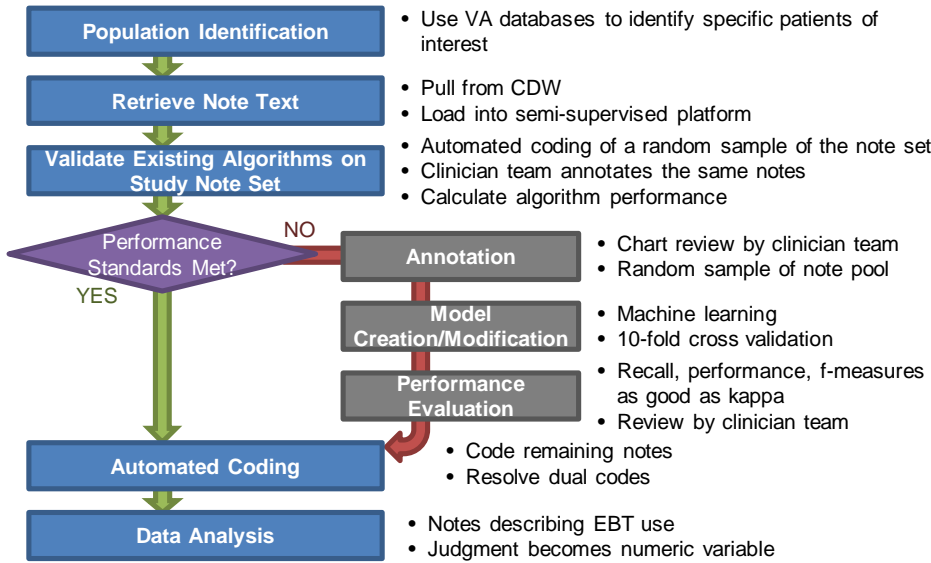 Population Identification
• Use VA databases to identify specific patients of
interest
Retrieve Note Text
• Pull from CDW
• Load into semi-supervised platform
Validate Existing Algorithms on
Study Note Set
• Automated coding of a random sample of the note set
• Clinician team annotates the same notes
• Calculate algorithm performance
Performance
Standards Met?
NO
YES
Annotation
• Chart review by clinician team
• Random sample of note pool
Model
Creation/Modification
• Machine learning
• 10-fold cross validation
Performance
Evaluation
• Recall, performance, f-measures
as good as kappa
• Review by clinician team
Automated Coding
• Code remaining notes
• Resolve dual codes
Data Analysis
• Notes describing EBT use
• Judgment becomes numeric variable